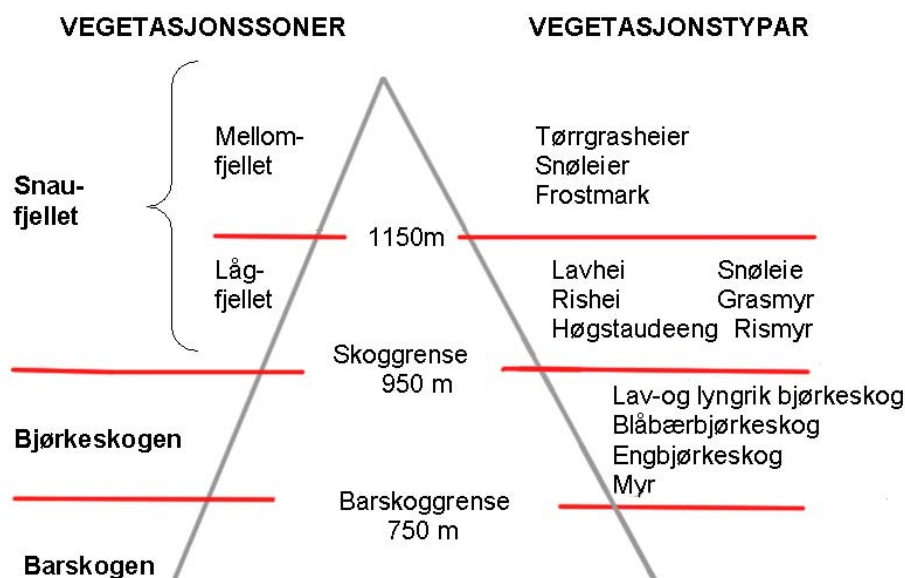 VEGETASJONSSONER
VEGETASJONSTYPAR
Mellom-
fjellet
Tørrgrasheier
Snøleier
Frostmark
Snau-
fjellet
1150m
Låg-
fjellet
Lavhei Snøleie
Rishei Grasmyr
Høgstaudeeng Rismyr
Skoggrense
950 m
Lav-og lyngrik bjørkeskog
Blåbærbjørkeskog
Engbjørkeskog
Myr
Bjørkeskogen
Barskoggrense
750 m
Barskogen